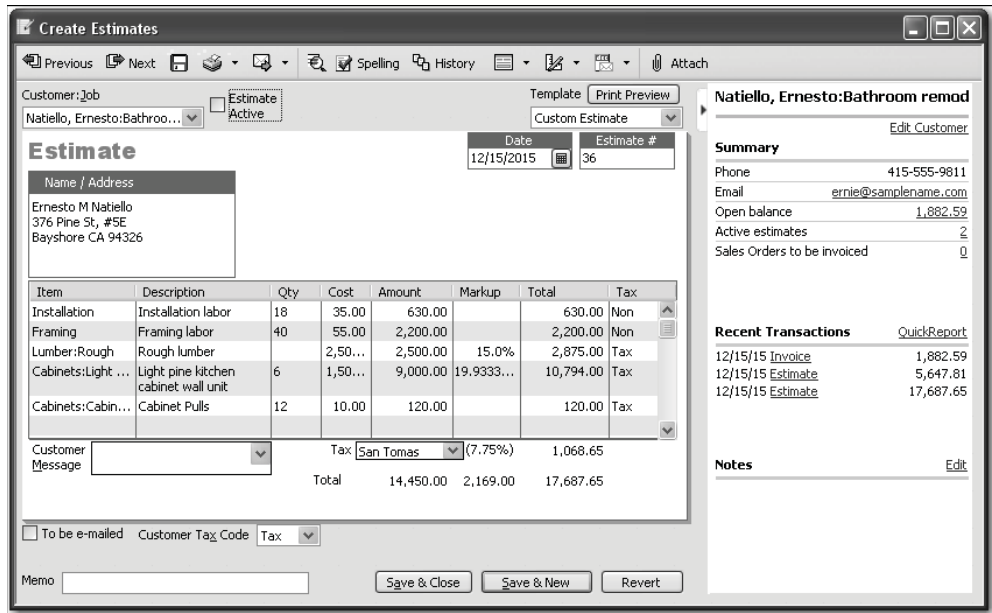 Create Estimates
Previous Next Spelling History Attach
Customer:Job
Natiello, Ernesto:Bathroo...
Estimate
Active
Template Print Preview
Custom Estimate
Estimate
Date
12/15/2015
Estimate #
36
Name / Address
Ernesto M Natiello
376 Pine St, #5E
Bayshore CA 94326
Item Description Qty Cost Amount Markup Total Tax
Installation Installation labor 18 35.00 630.00 630.00 Non
Framing Framing labor 40 55.00 2,200.00 2,200.00 Non
Lumber:Rough Rough lumber 2,50... 2,500.00 15.0% 2,875.00 Tax
Cabinets:Light ... Light pine kitchen 6 1,50... 9,000.00 19.9333... 10,794.00 Tax
cabinet wall unit
Cabinets:Cabin... Cabinet Pulls 12 10.00 120.00 120.00 Tax
Customer
Message
Tax San Tomas (7.75%) 1,068.65
Total 14,450.00 2,169.00 17,687.65
To be e-mailed Customer Tax Code Tax
Memo
Save & Close Save & New Revert
Natiello, Ernesto:Bathroom remod
Edit Customer
Summary
Phone 415-555-9811
Email ernie@samplename.com
Open balance 1,882.59
Active estimates 2
Sales Orders to be invoiced 0
Recent Transactions QuickReport
12/15/15 Invoice 1,882.59
12/15/15 Estimate 5,647.81
12/15/15 Estimate 17,687.65
Notes Edit